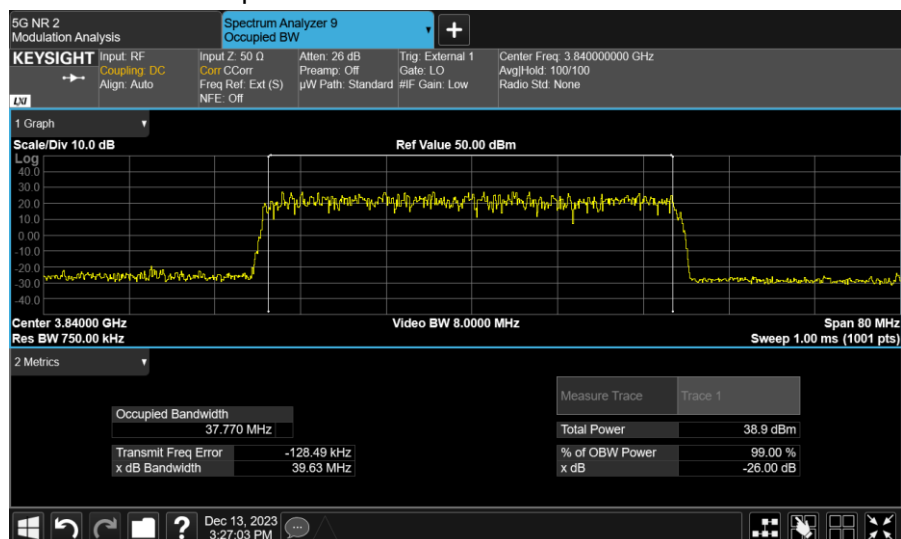 5G NR 2
Modulation Analysis
Spectrum Analyzer 9
Occupied BW
KEYSIGHT
LXI
Input: RF
Coupling: DC
Align: Auto
Input Z: 50 Ω
Corr CCorr
Freq Ref: Ext (S)
NFE: Off
Atten: 26 dB
Preamp: Off
µW Path: Standard
Trig: External 1
Gate: LO
#IF Gain: Low
Center Freq: 3.840000000 GHz
Avg|Hold: 100/100
Radio Std: None
1 Graph
Scale/Div 10.0 dB
Ref Value 50.00 dBm
Log
40.0
30.0
20.0
10.0
0.00
-10.0
-20.0
-30.0
-40.0
Center 3.84000 GHz
Video BW 8.0000 MHz
Span 80 MHz
Res BW 750.00 kHz
Sweep 1.00 ms (1001 pts)
2 Metrics
Measure Trace Trace 1
Occupied Bandwidth
37.770 MHz
Total Power 38.9 dBm
Transmit Freq Error -128.49 kHz
% of OBW Power 99.00 %
x dB Bandwidth 39.63 MHz
x dB -26.00 dB
?
Dec 13, 2023
3:27:03 PM